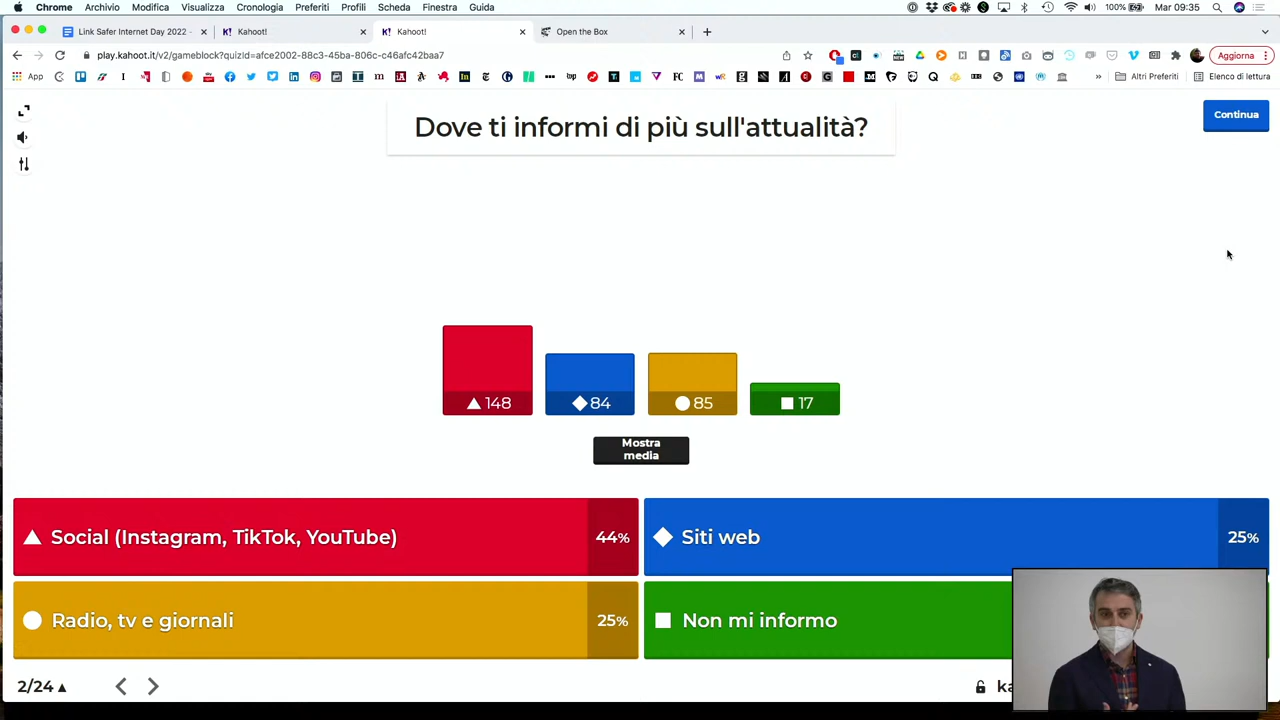 Chrome Archivio Modifica Visualizza Cronologia Preferiti Profili Scheda Finestra Guida 100% Mar 09:35
Link Safer Internet Day 2022 - Kahoot! Kahoot! Open the Box
play.kahoot.it/v2/gameblock?quizId=afce2002-88c3-45ba-806c-c46afc42baa7 Aggiorna
App Altri Preferiti Elenco di lettura
Dove ti informi di più sull'attualità?
Continua
148 84 85 17
Mostra
media
Social (Instagram, TikTok, YouTube) 44% Siti web 25%
Radio, tv e giornali 25% Non mi informo
2/24